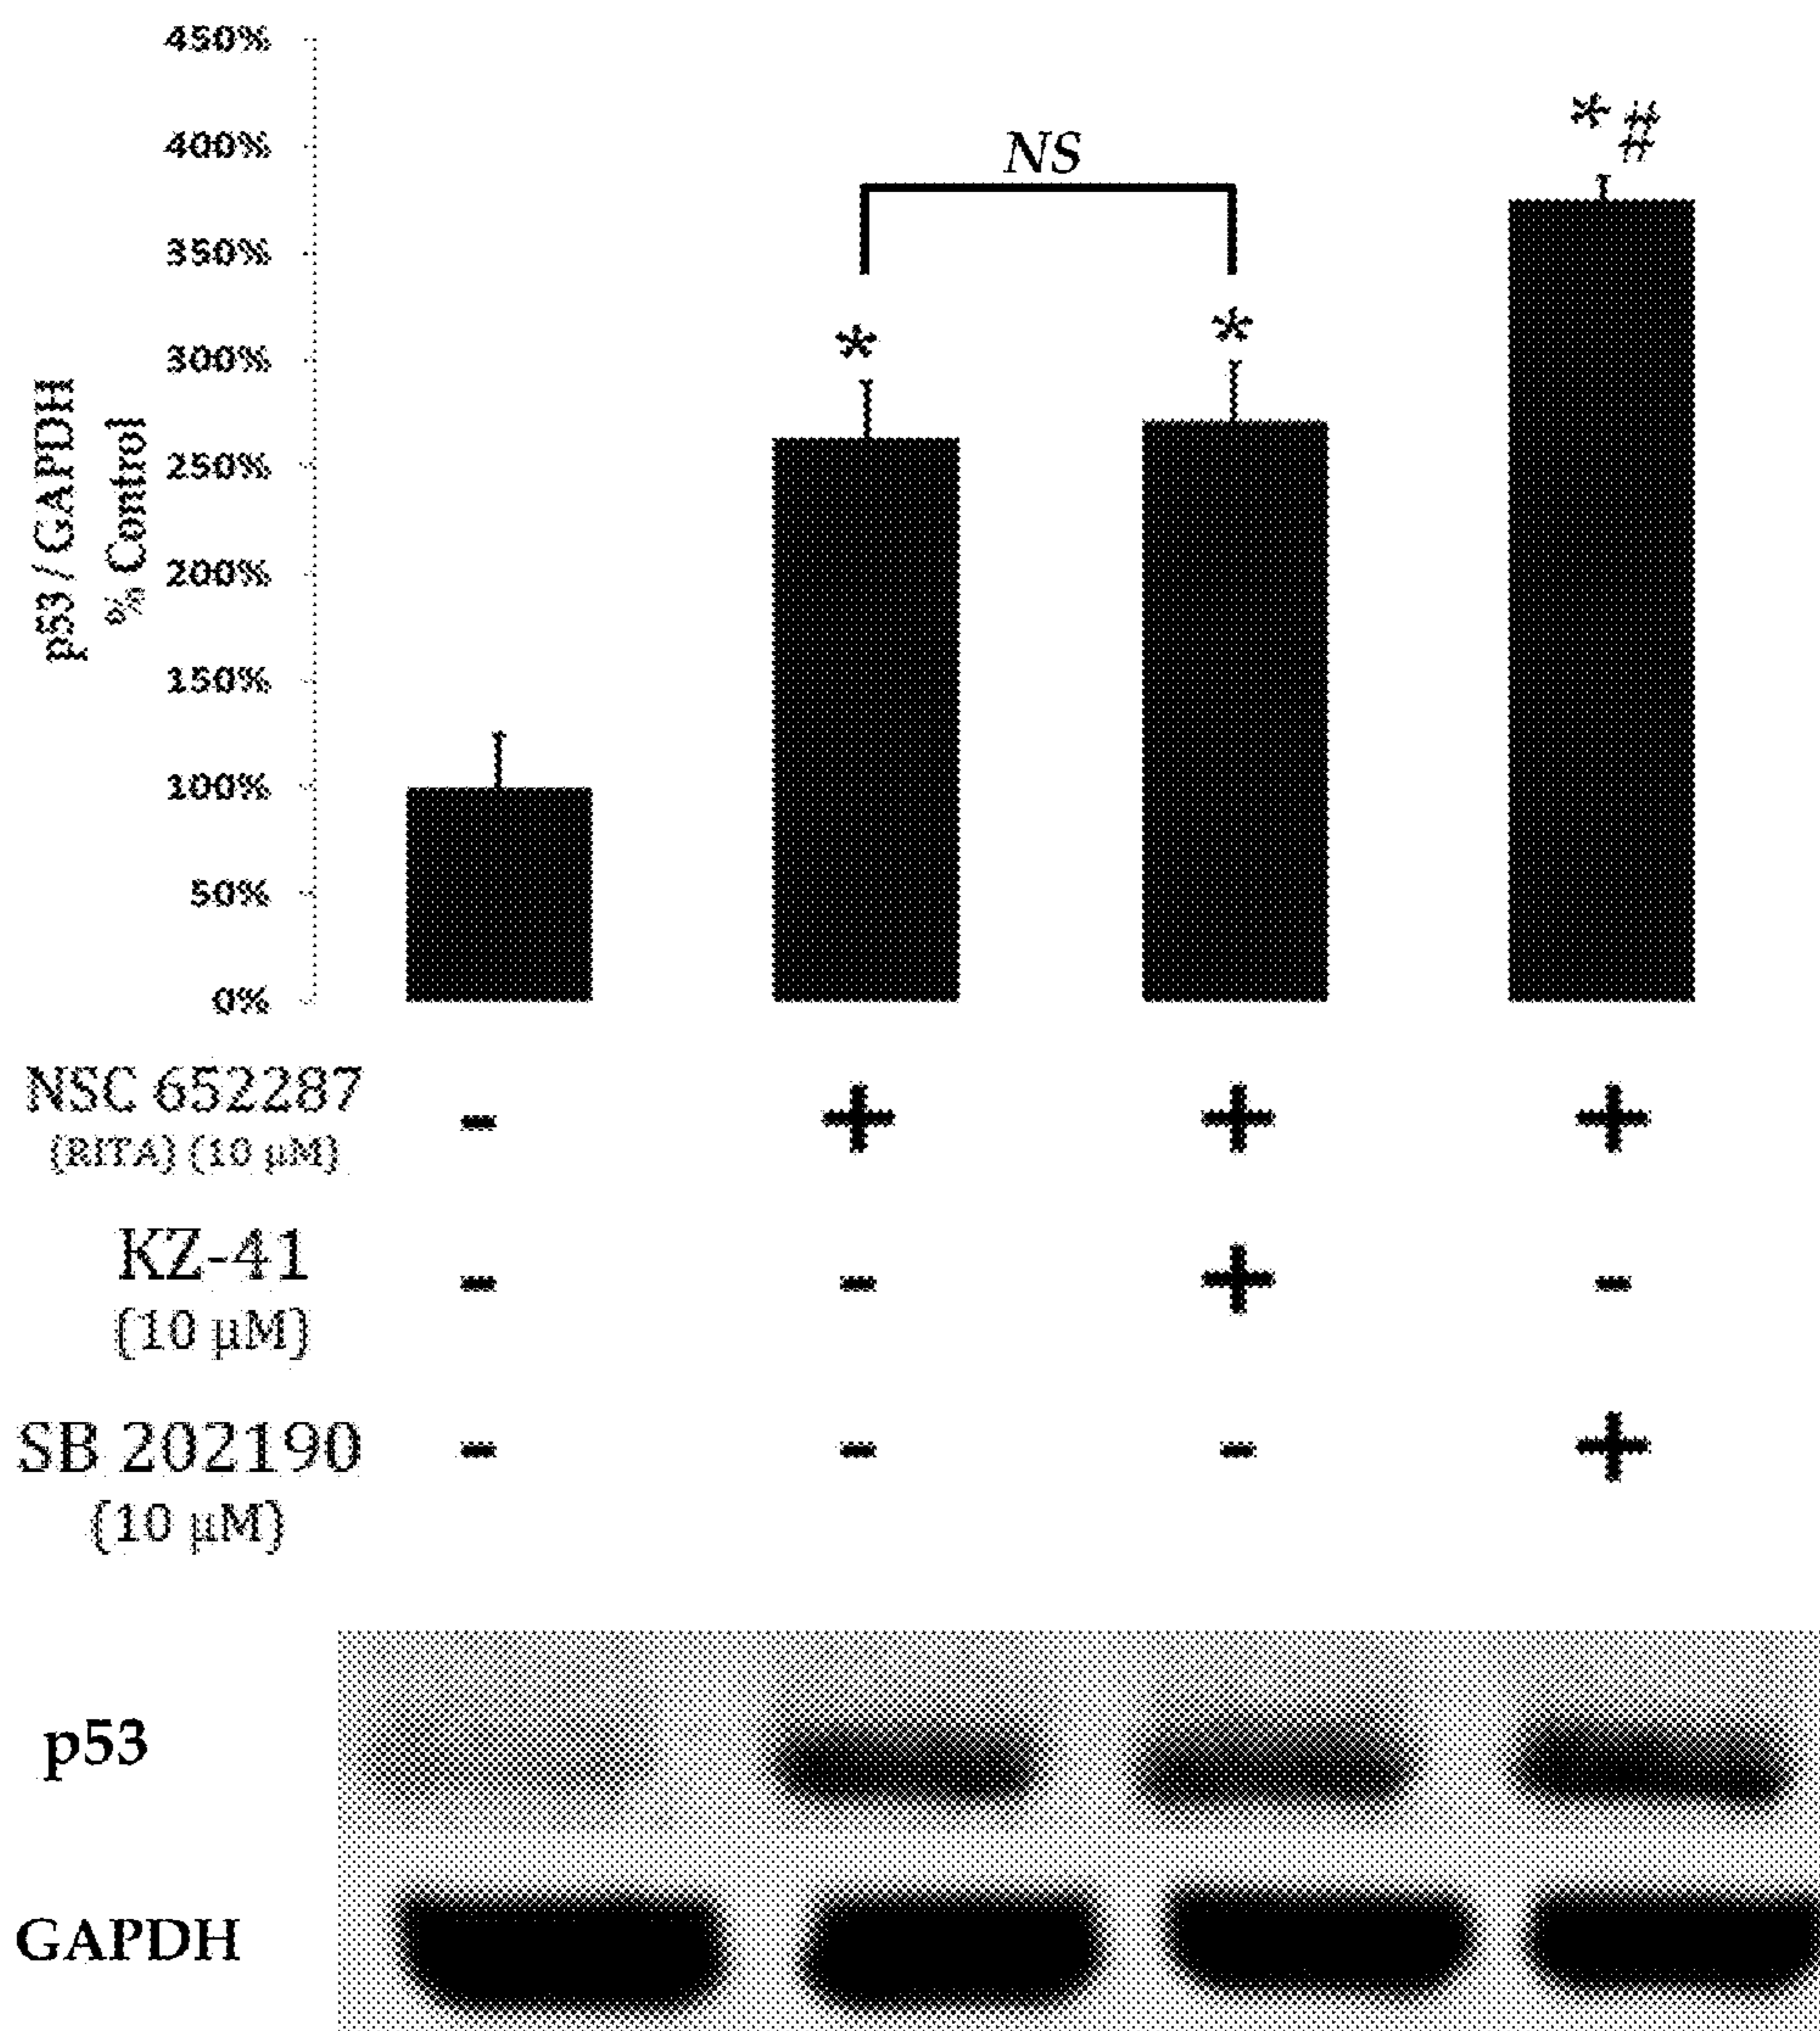 450%
400%
350%
300%
250%
200%
150%
100%
50%
0%
p53 / GAPDH
% Control
NS
*
*
*#
NSC 652287 - + + +
(RITA) (10 µM)
KZ-41 - - + -
(10 µM)
SB 202190 - - - +
(10 µM)
p53
GAPDH